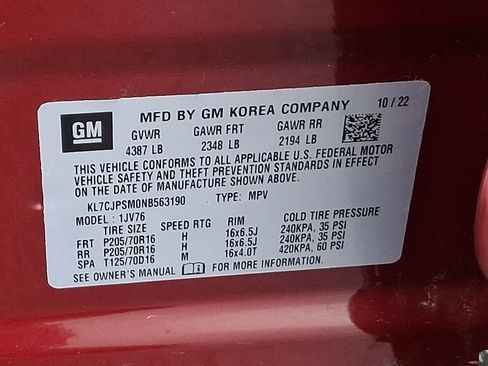 GM
MFD BY GM KOREA COMPANY 10 / 22
GVWR GAWR FRT GAWR RR
4387 LB 2348 LB 2194 LB
THIS VEHICLE CONFORMS TO ALL APPLICABLE U.S. FEDERAL MOTOR
VEHICLE SAFETY AND THEFT PREVENTION STANDARDS IN EFFECT
ON THE DATE OF MANUFACTURE SHOWN ABOVE.
KL7CJPSM0NB563190 TYPE: MPV
MODEL : 1JV76
TIRE SIZE SPEED RTG RIM COLD TIRE PRESSURE
FRT P205/70R16 H 16x6.5J 240KPA, 35 PSI
RR P205/70R16 H 16x6.5J 240KPA, 35 PSI
SPA T125/70D16 M 16x4.0T 420KPA, 60 PSI
SEE OWNER'S MANUAL